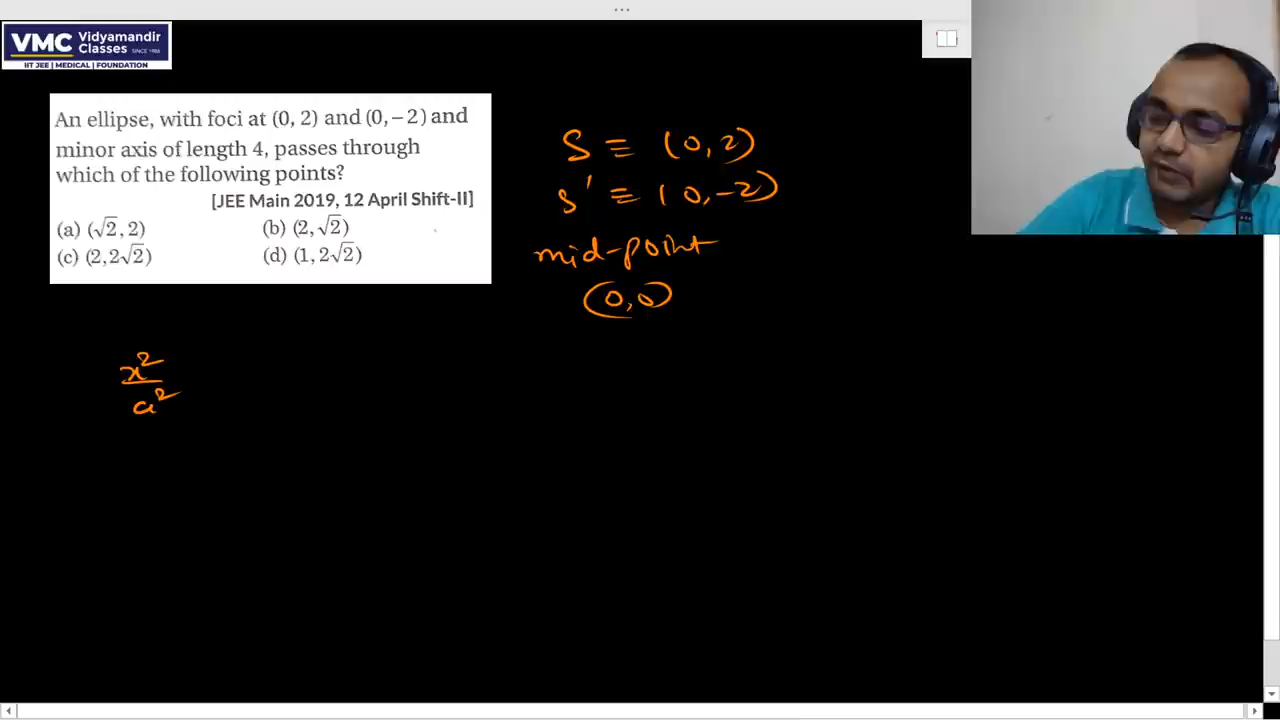 VMC Vidyamandir Classes
SINCE 1986
IIT JEE | MEDICAL | FOUNDATION
An ellipse, with foci at (0, 2) and (0, − 2) and
minor axis of length 4, passes through
which of the following points?
[JEE Main 2019, 12 April Shift-II]
(a) (√2, 2) (b) (2, √2)
(c) (2, 2√2) (d) (1, 2√2)
S ≡ (0, 2)
S' ≡ (0, -2)
mid-point
(0, 0)
x²
a²